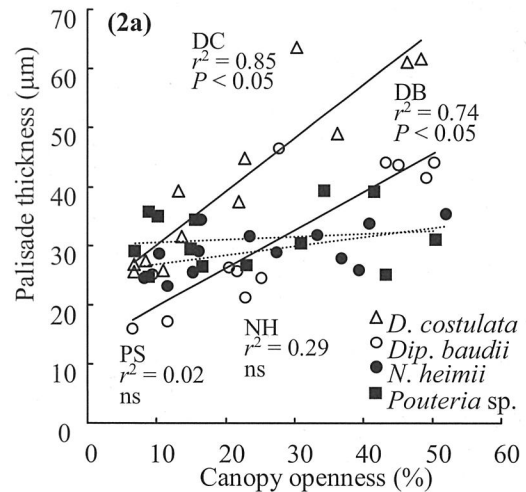 (2a)
DC
r² = 0.85
P < 0.05
DB
r² = 0.74
P < 0.05
Palisade thickness (μm)
70
60
50
40
30
20
10
0
PS
r² = 0.02
ns
NH
r² = 0.29
ns
D. costulata
Dip. baudii
N. heimii
Pouteria sp.
0 10 20 30 40 50 60
Canopy openness (%)